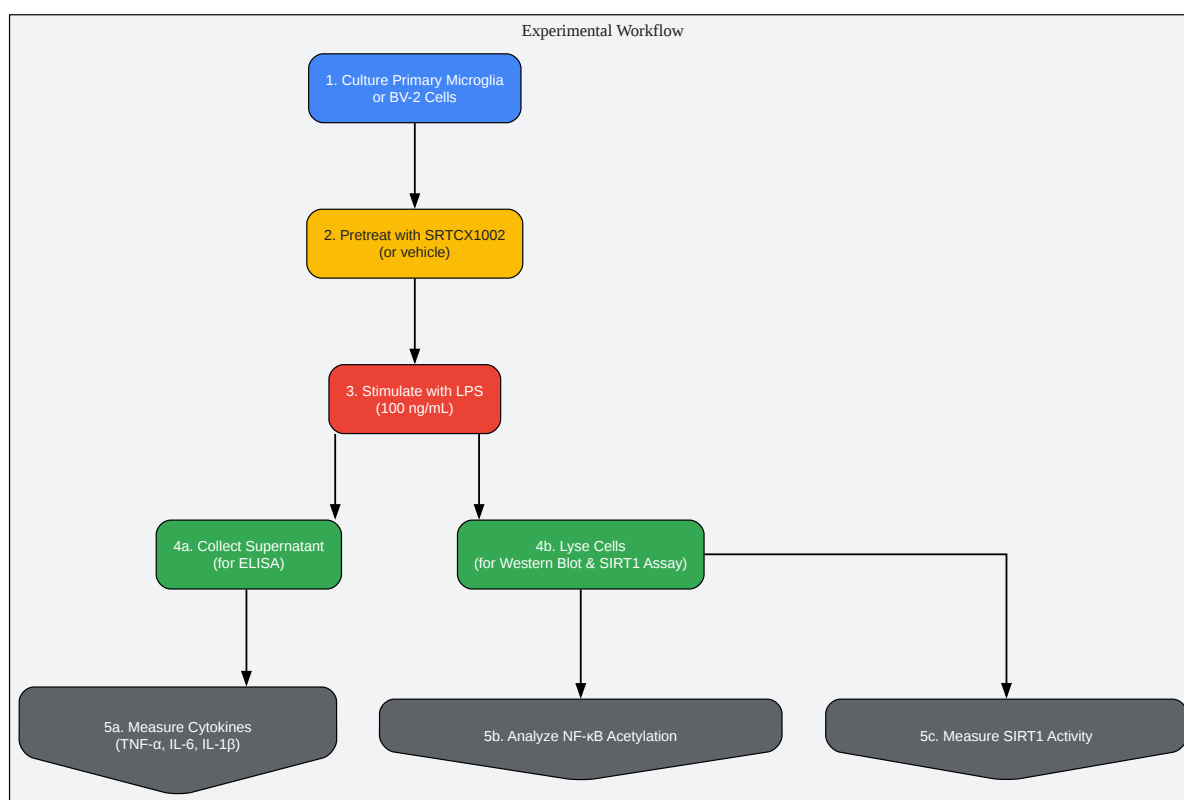 Experimental Workflow
1. Culture Primary Microglia
or BV-2 Cells
2. Pretreat with SRTCX1002
(or vehicle)
3. Stimulate with LPS
(100 ng/mL)
4a. Collect Supernatant
(for ELISA)
4b. Lyse Cells
(for Western Blot & SIRT1 Assay)
5a. Measure Cytokines
(TNF-α, IL-6, IL-1β)
5b. Analyze NF-κB Acetylation
5c. Measure SIRT1 Activity